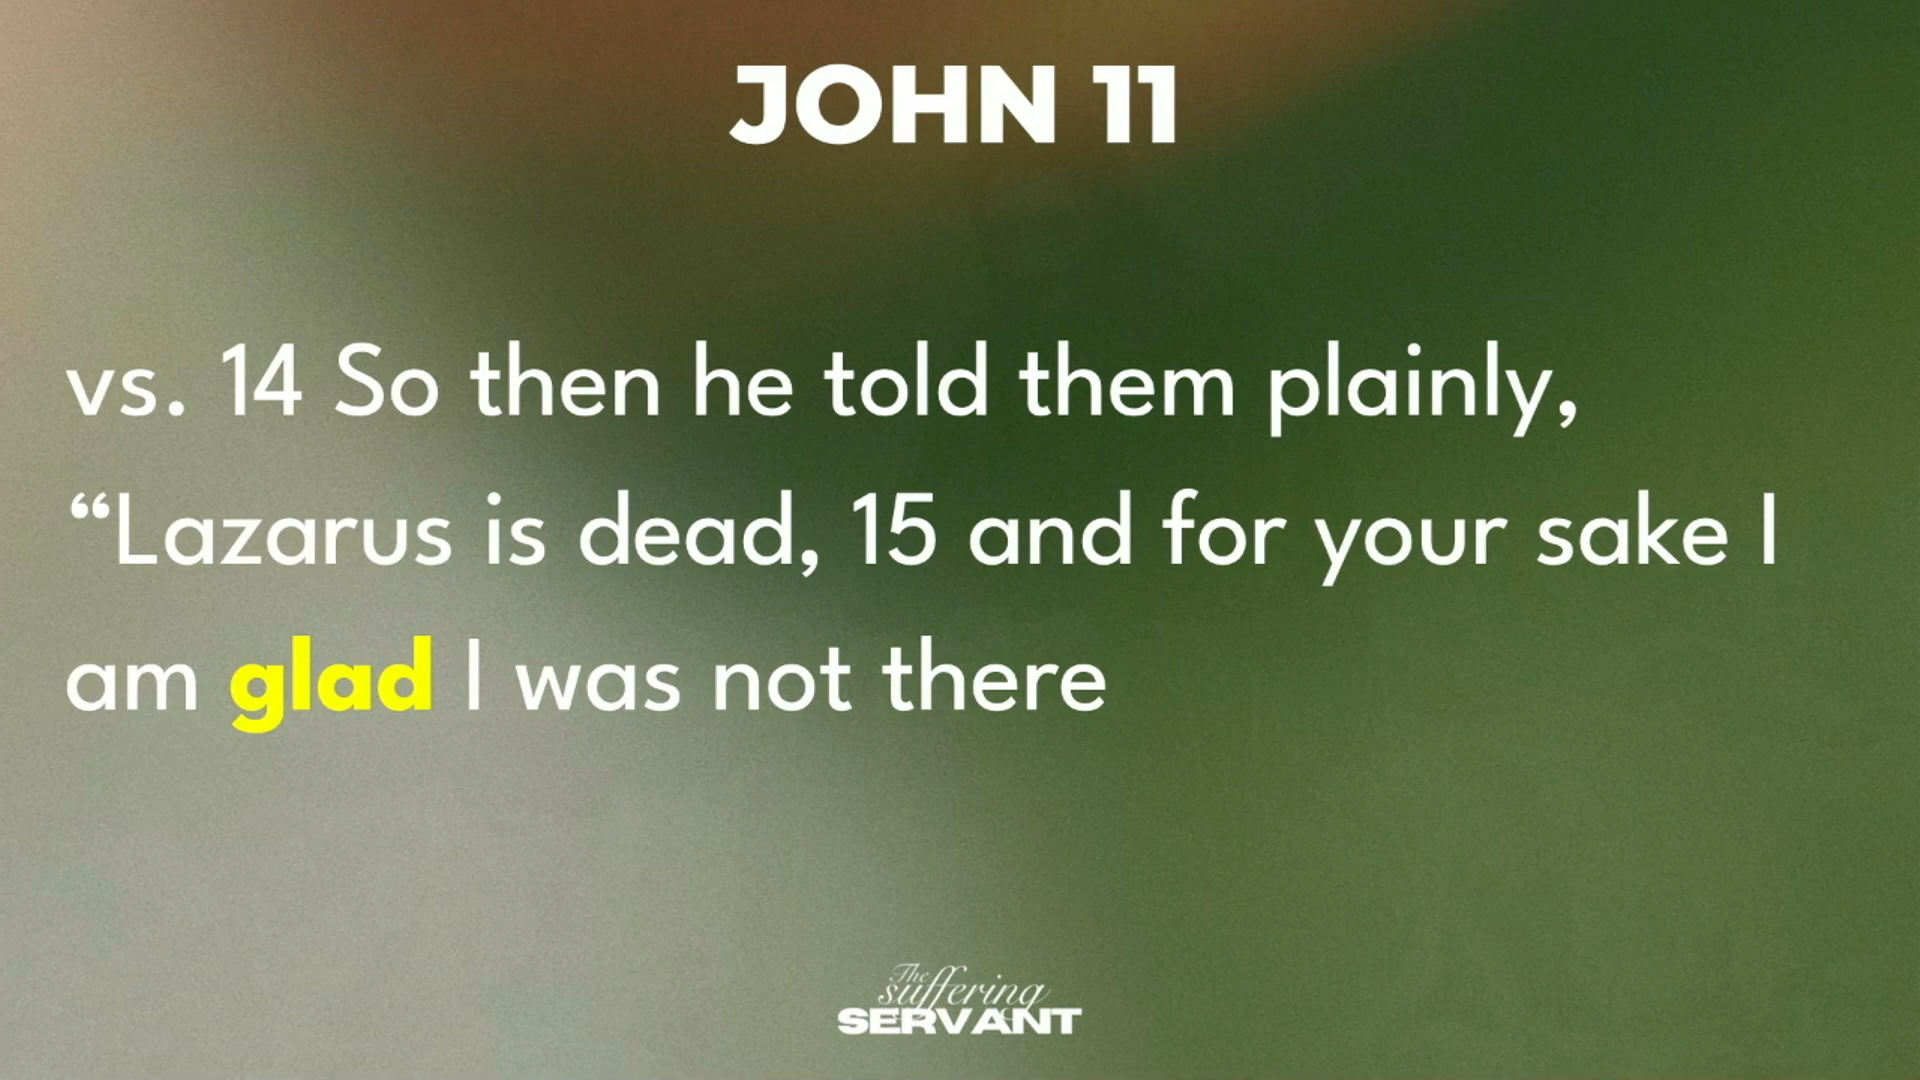 JOHN 11
vs. 14 So then he told them plainly,
“Lazarus is dead, 15 and for your sake I
am glad I was not there
The
suffering
SERVANT